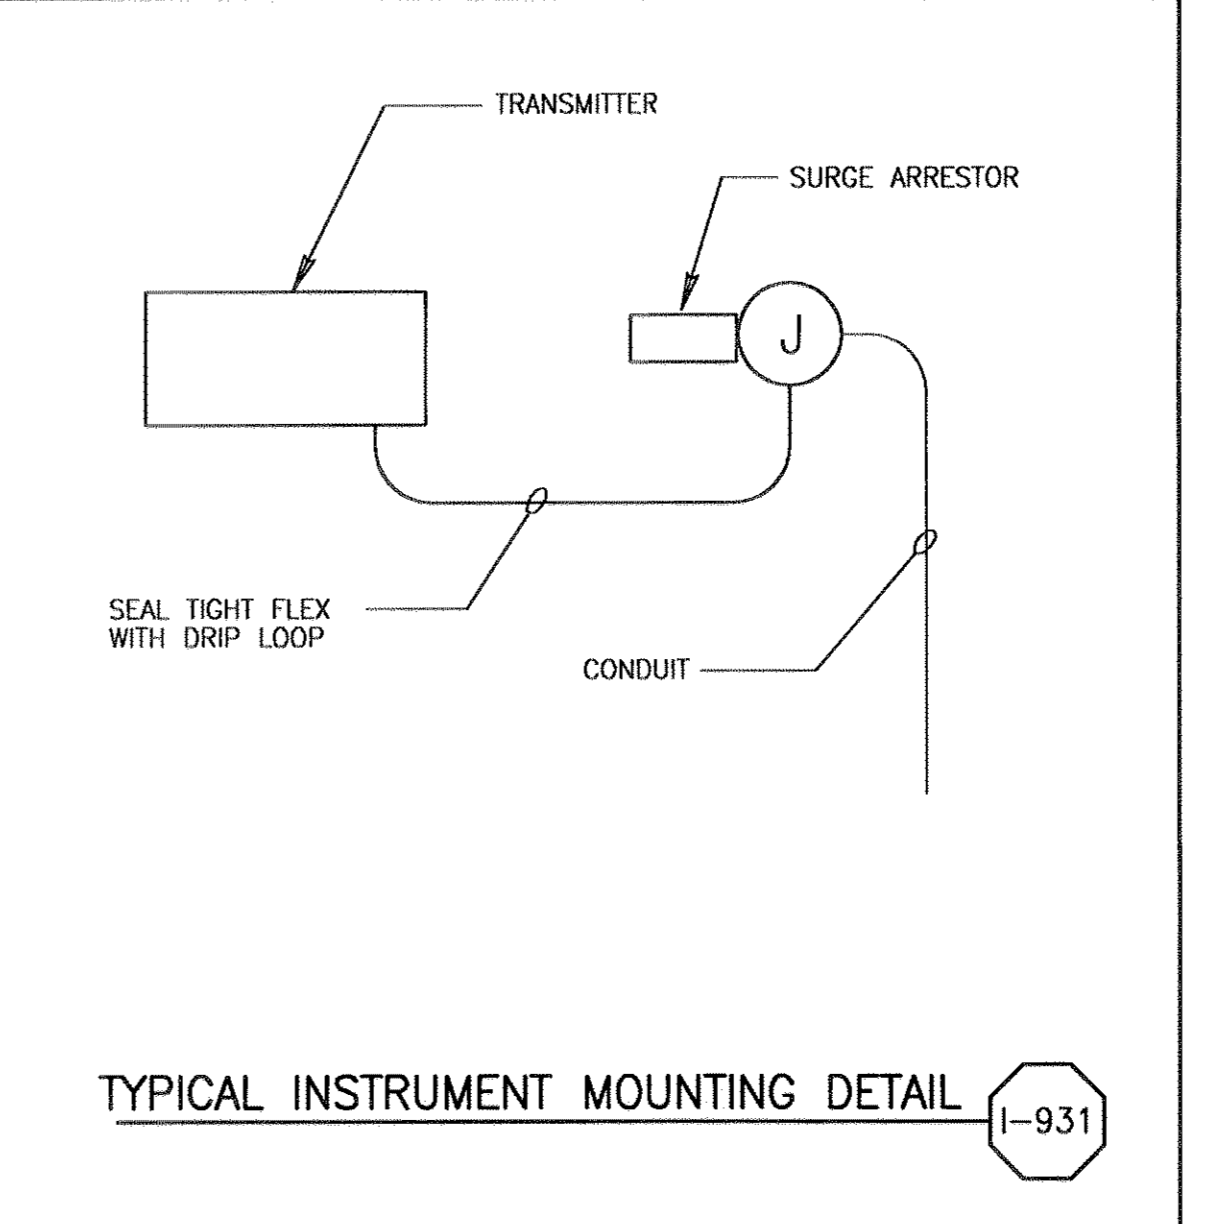 TRANSMITTER
SURGE ARRESTOR
J
SEAL TIGHT FLEX
WITH DRIP LOOP
CONDUIT
TYPICAL INSTRUMENT MOUNTING DETAIL
I-931